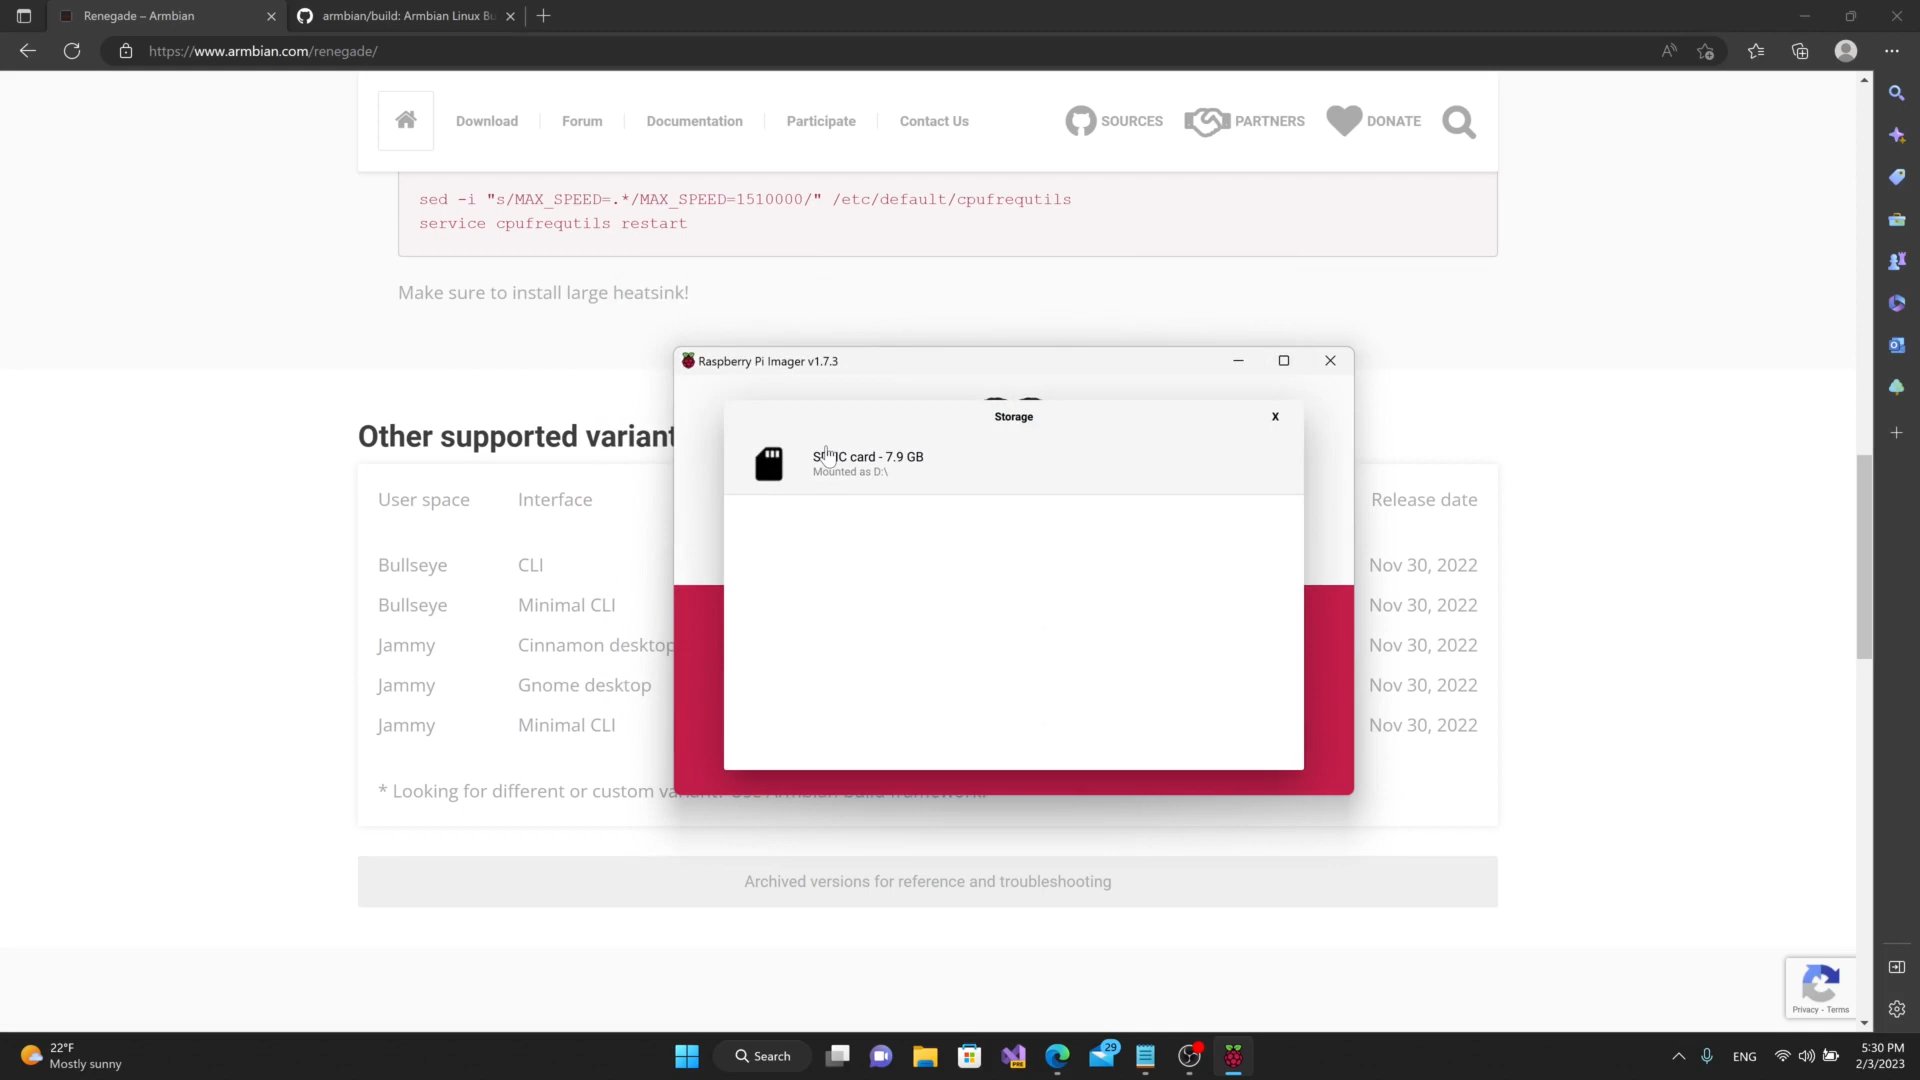 Renegade – Armbian
armbian/build: Armbian Linux Bu
https://www.armbian.com/renegade/
Download
Forum
Documentation
Participate
Contact Us
SOURCES
PARTNERS
DONATE
sed -i "s/MAX_SPEED=.*/MAX_SPEED=1510000/" /etc/default/cpufrequtils
service cpufrequtils restart
Make sure to install large heatsink!
Raspberry Pi Imager v1.7.3
Storage
X
card - 7.9 GB
Mounted as D:\
Other supported variant
User space Interface Release date
Bullseye CLI Nov 30, 2022
Bullseye Minimal CLI Nov 30, 2022
Jammy Cinnamon desktop Nov 30, 2022
Jammy Gnome desktop Nov 30, 2022
Jammy Minimal CLI Nov 30, 2022
* Looking for different or custom
Archived versions for reference and troubleshooting
Privacy - Terms
22°F
Mostly sunny
Search
PRE
29
ENG
5:30 PM
2/3/2023